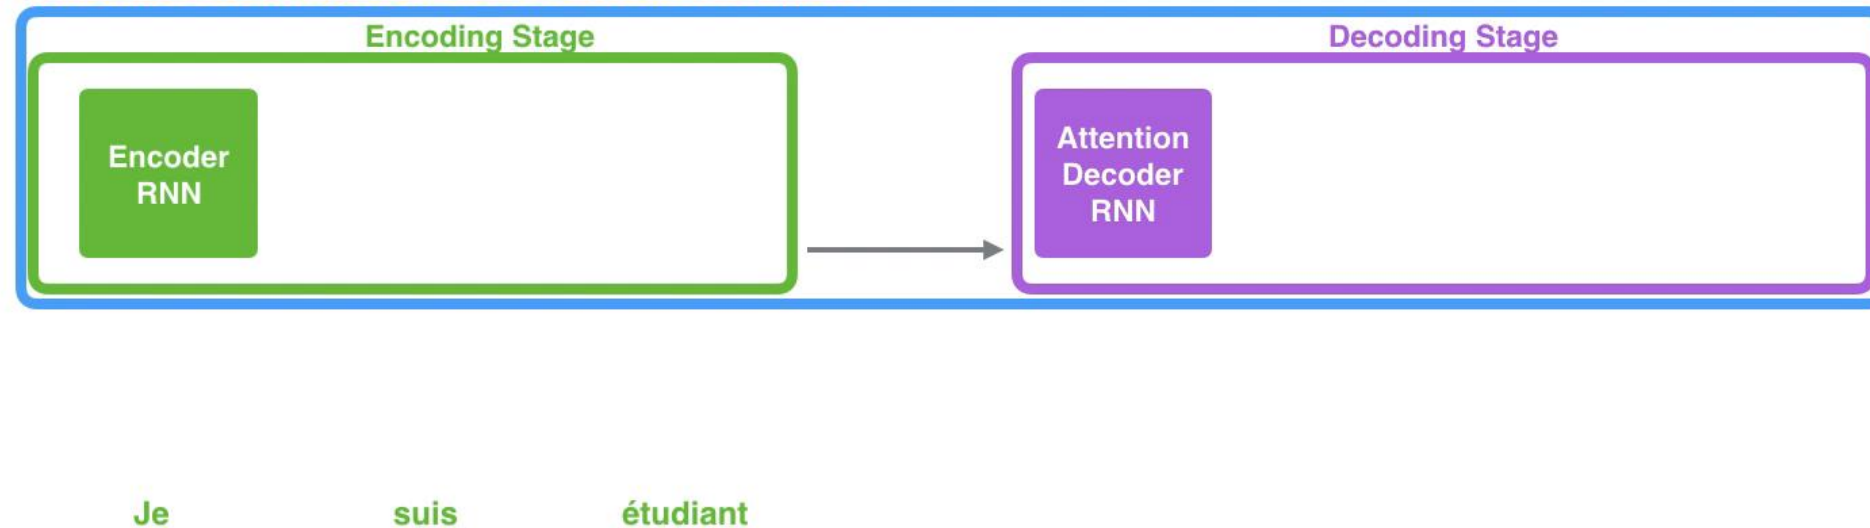 Encoding Stage
Decoding Stage
Encoder
RNN
Attention
Decoder
RNN
Je suis étudiant